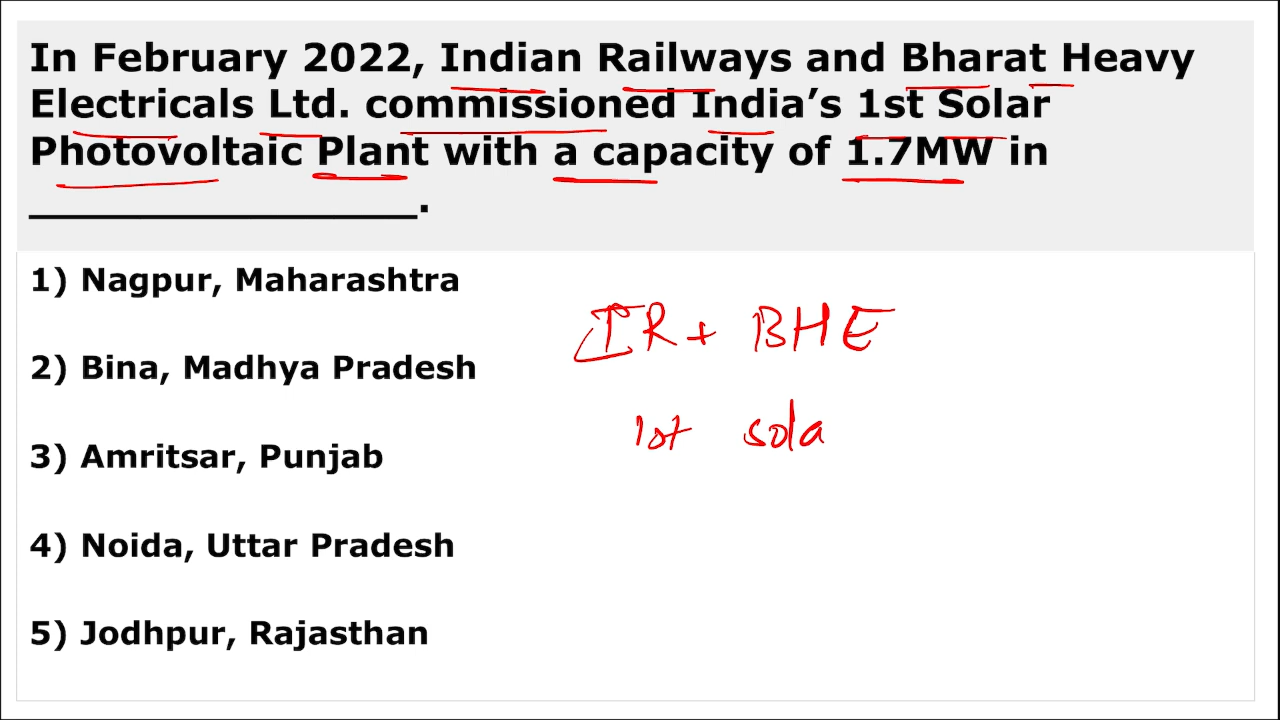 In February 2022, Indian Railways and Bharat Heavy
Electricals Ltd. commissioned India’s 1st Solar
Photovoltaic Plant with a capacity of 1.7MW in
________________.
1) Nagpur, Maharashtra
2) Bina, Madhya Pradesh
3) Amritsar, Punjab
4) Noida, Uttar Pradesh
5) Jodhpur, Rajasthan
IR + BHE
1st sola